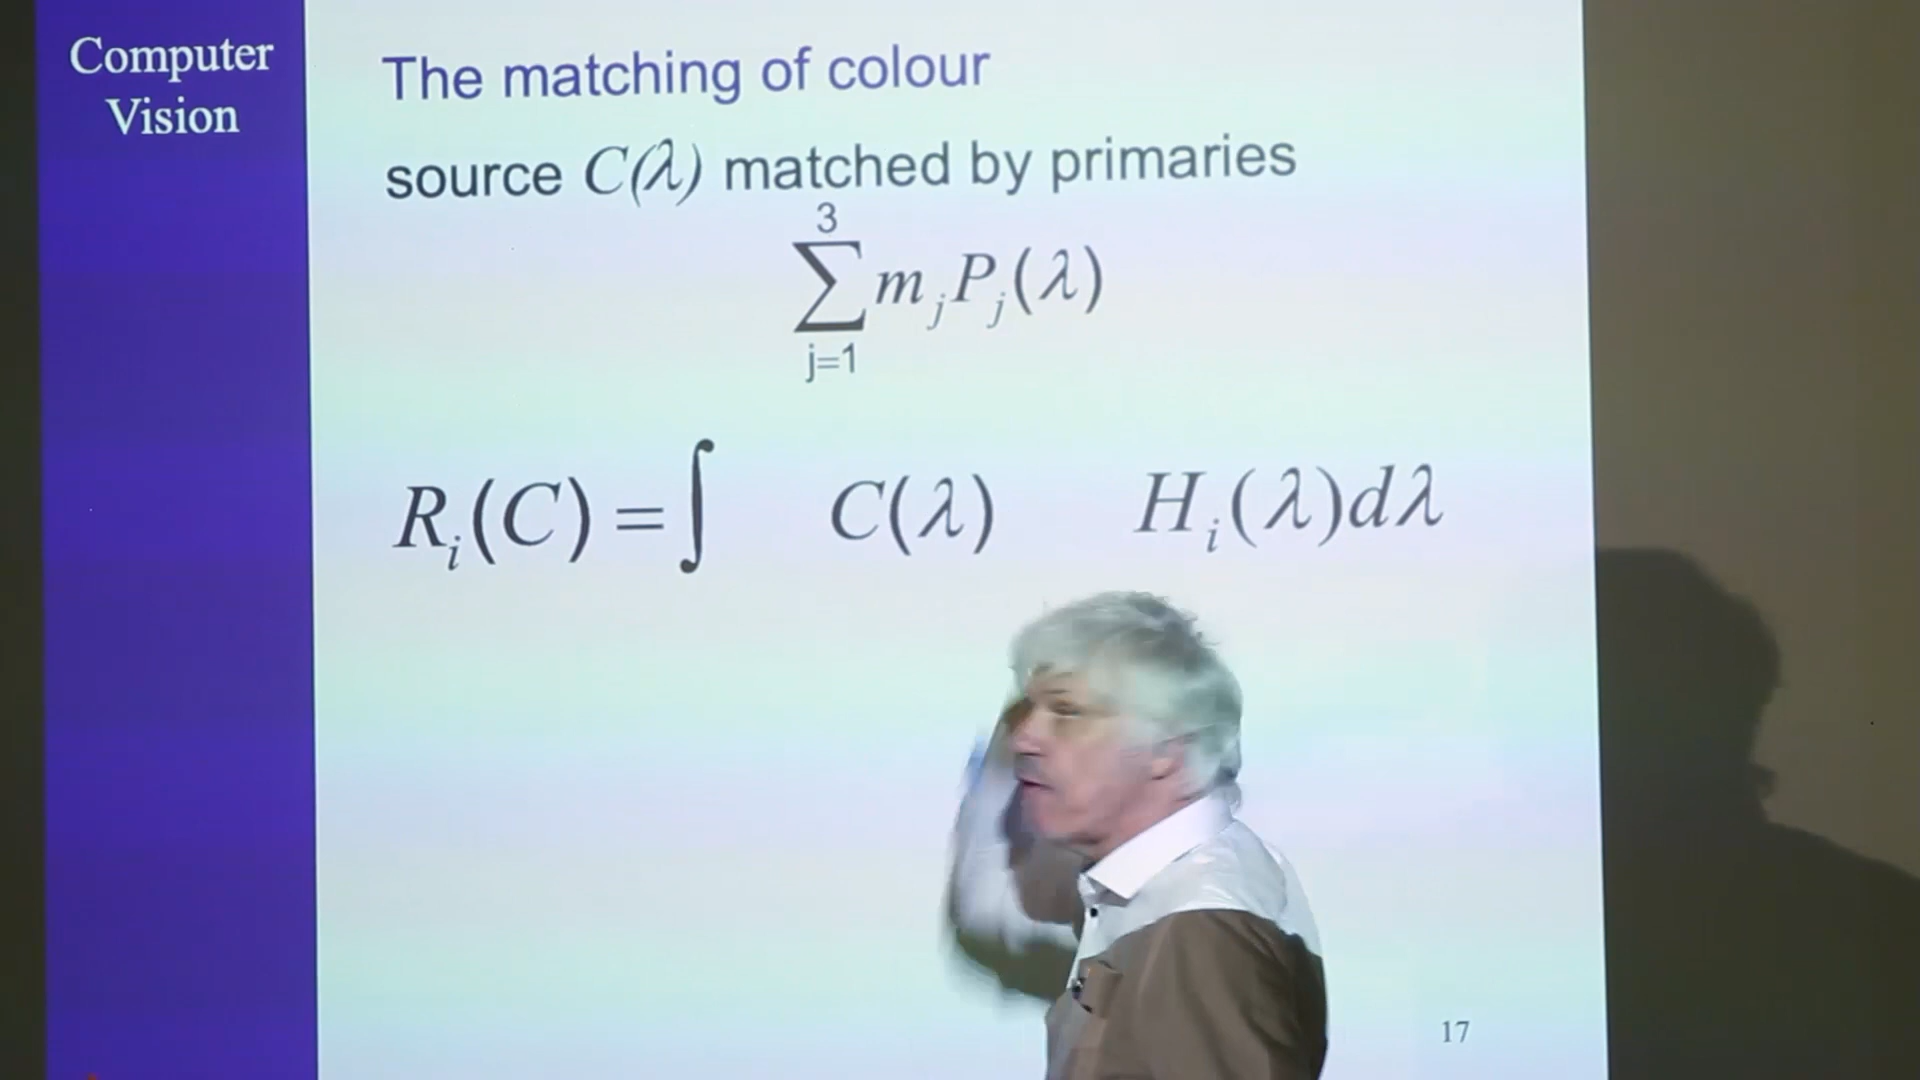 Computer
Vision
The matching of colour
source C(λ) matched by primaries
3
∑ m_j P_j(λ)
j=1
R_i(C) = ∫ C(λ) H_i(λ)dλ
17